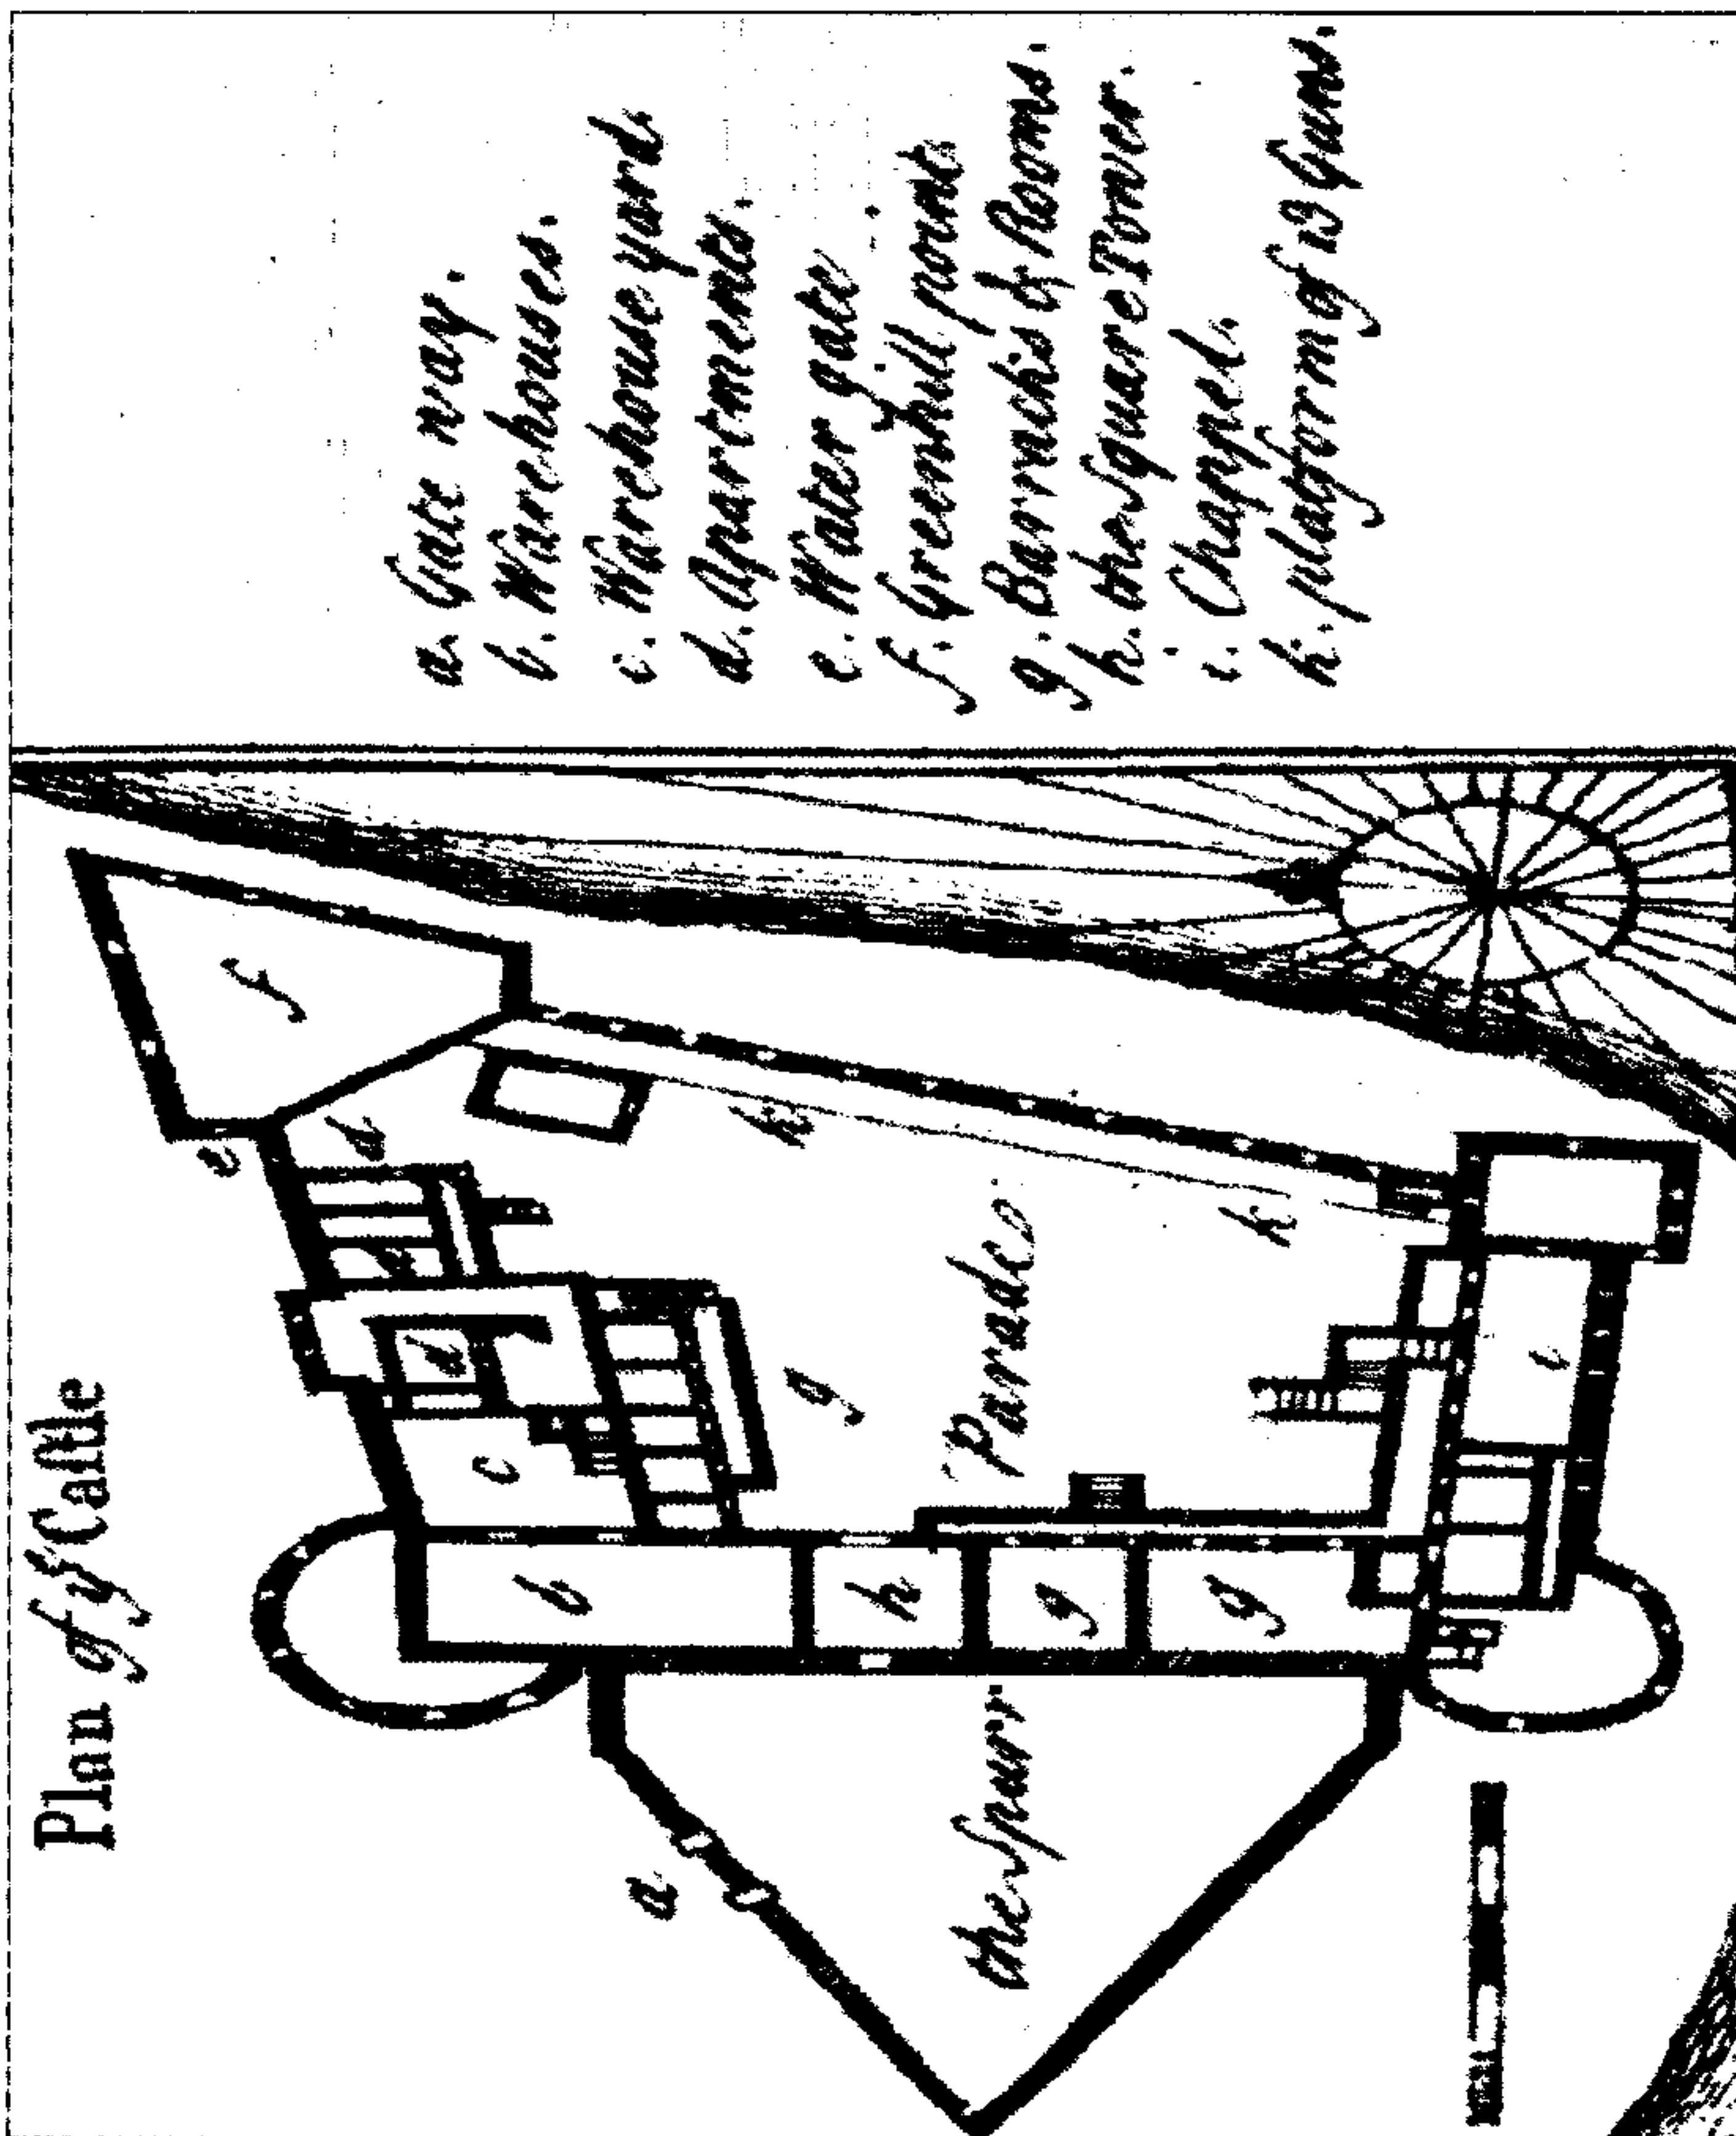 Plan of yᵉ Castle
a. Gate way.
b. Warehouses.
c. Warehouse yard.
d. Apartments.
e. Water gate
f. Greenhill point
g. Barracks & Rooms.
h. the Square Tower.
i. Chappel.
k. platform of 13 guns.
f
e
d
k
d
k
d
c
g
Parade
i
b
h
g
g
a
the Spur